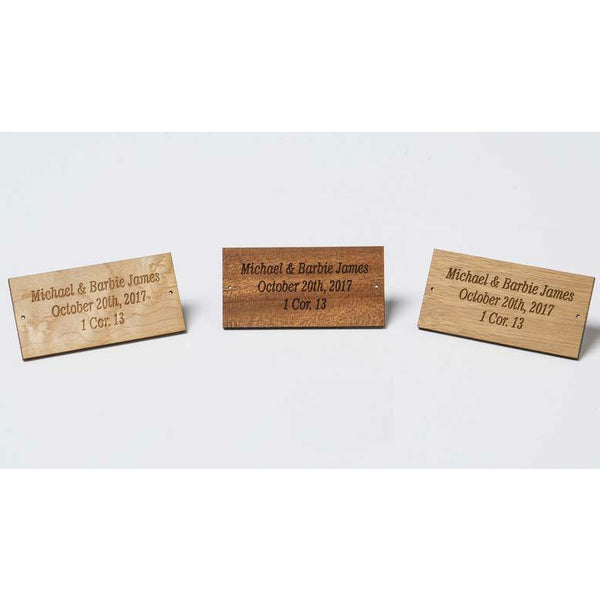 Michael & Barbie James
October 20th, 2017
1 Cor. 13
Michael & Barbie James
October 20th, 2017
1 Cor. 13
Michael & Barbie James
October 20th, 2017
1 Cor. 13